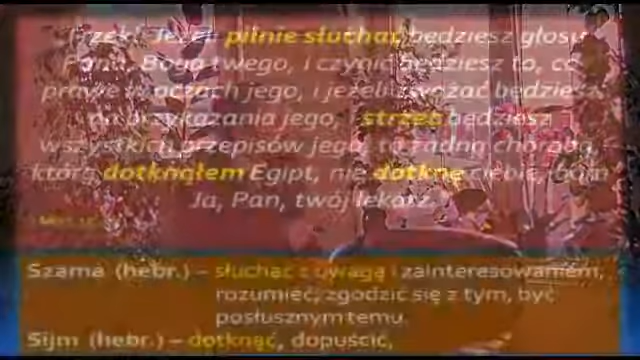 i rzekł: Jeżeli pilnie słuchać będziesz głosu
Pana, Boga twego, i czynić będziesz to, co
prawe w oczach jego, i jeżeli zważać będziesz
na przykazania jego, i strzec będziesz
wszystkich przepisów jego, to żadną chorobą,
którą dotknąłem Egipt, nie dotknę ciebie, bom
Ja, Pan, twój lekarz.
Szama (hebr.) – słuchać z uwagą i zainteresowaniem,
rozumieć, zgodzić się z tym, być
posłusznym temu.
Sijm (hebr.) – dotknąć, dopuścić,